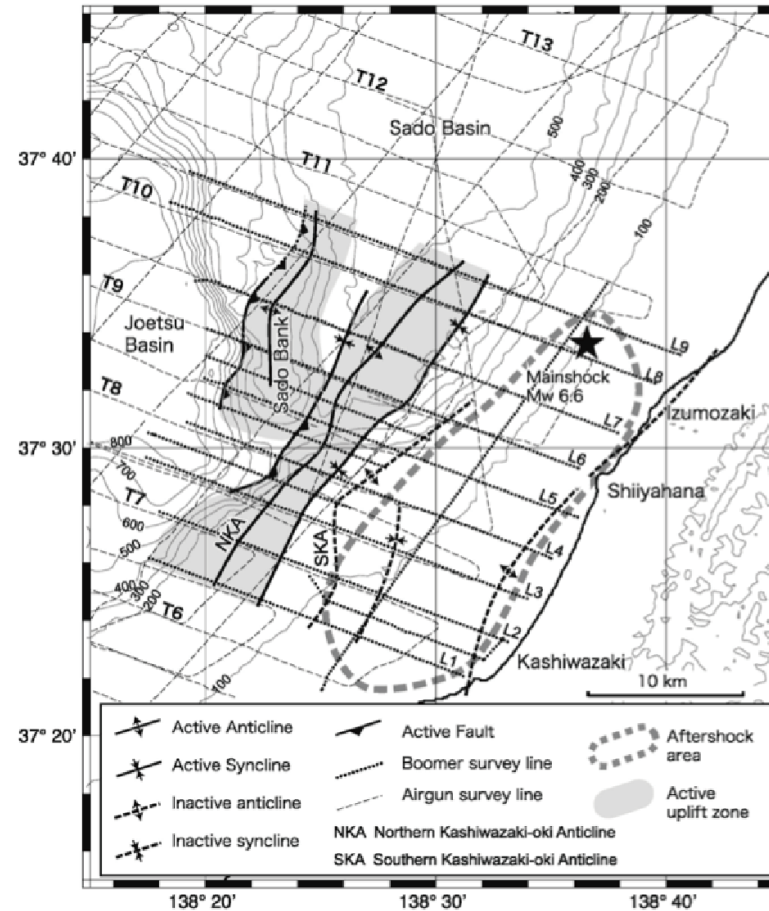 T13
T12
Sado Basin
500
37° 40'
T11
400
300
200
T10
100
T9
Joetsu
Basin
Sado Bank
L9
Mainshock
Mw 6.6
L8
T8
L7
Izumozaki
37° 30'
800
L6
700
Shiiyahana
T7
L5
600
NKA
SKA
L4
500
L3
400
300
200
T6
L2
L1
Kashiwazaki
100
10 km
37° 20'
Active Anticline
Active Syncline
Inactive anticline
Inactive syncline
Active Fault
Boomer survey line
Airgun survey line
NKA Northern Kashiwazaki-oki Anticline
SKA Southern Kashiwazaki-oki Anticline
Aftershock
area
Active
uplift zone
138° 20'
138° 30'
138° 40'